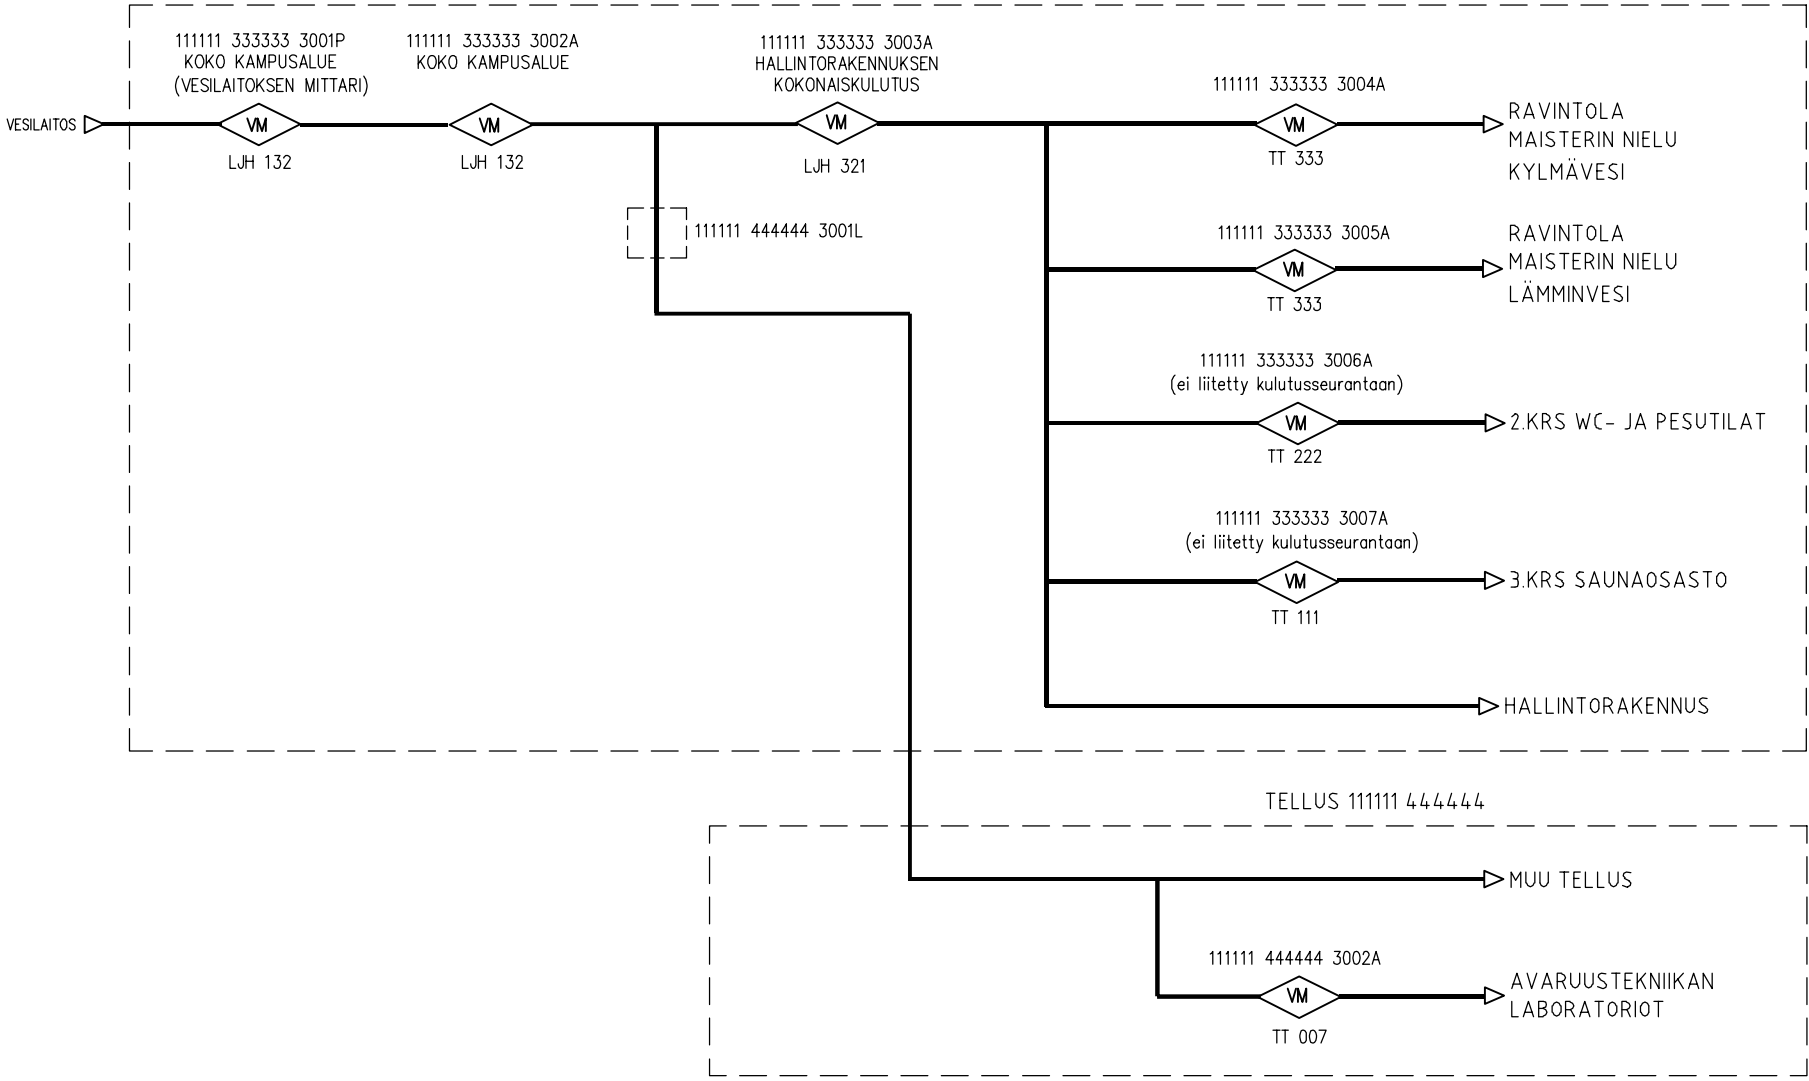 111111 333333 3001P
KOKO KAMPUSALUE
(VESILAITOKSEN MITTARI)
111111 333333 3002A
KOKO KAMPUSALUE
111111 333333 3003A
HALLINTORAKENNUKSEN
KOKONAISKULUTUS
111111 333333 3004A
VESILAITOS
VM
VM
VM
VM
RAVINTOLA
MAISTERIN NIELU
KYLMÄVESI
LJH 132
LJH 132
LJH 321
TT 333
111111 444444 3001L
111111 333333 3005A
VM
TT 333
RAVINTOLA
MAISTERIN NIELU
LÄMMINVESI
111111 333333 3006A
(ei liitetty kulutusseurantaan)
VM
2.KRS WC- JA PESUTILAT
TT 222
111111 333333 3007A
(ei liitetty kulutusseurantaan)
VM
3.KRS SAUNAOSASTO
TT 111
HALLINTORAKENNUS
TELLUS 111111 444444
MUU TELLUS
111111 444444 3002A
VM
AVARUUSTEKNIIKAN
LABORATORIOT
TT 007